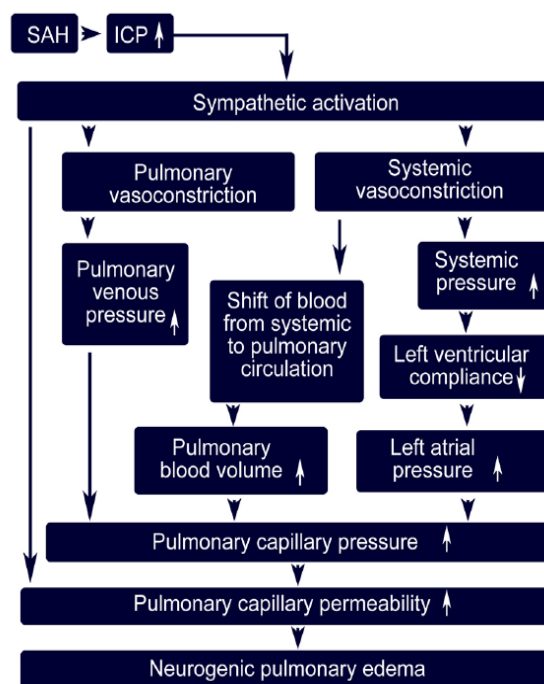 SAH
ICP
Sympathetic activation
Pulmonary
vasoconstriction
Systemic
vasoconstriction
Pulmonary
venous
pressure
Shift of blood
from systemic
to pulmonary
circulation
Systemic
pressure
Left ventricular
compliance
Pulmonary
blood volume
Left atrial
pressure
Pulmonary capillary pressure
Pulmonary capillary permeability
Neurogenic pulmonary edema